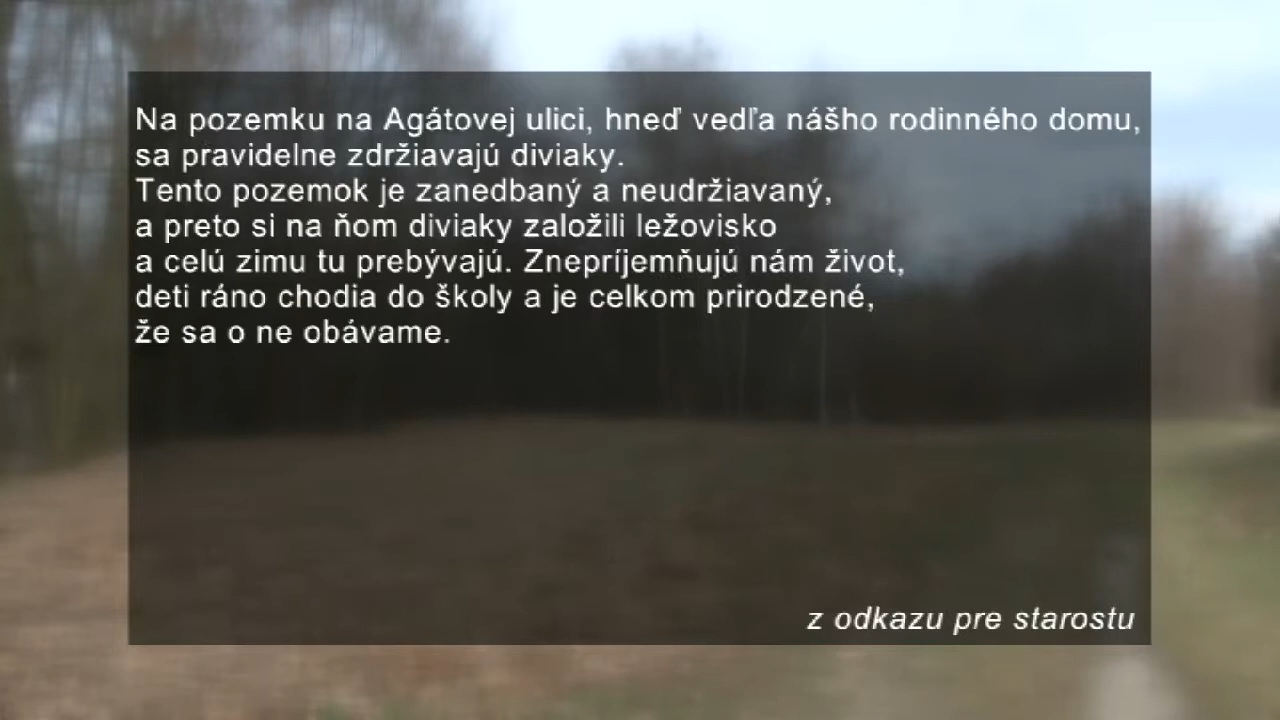 Na pozemku na Agátovej ulici, hneď vedľa nášho rodinného domu,
sa pravidelne zdržiavajú diviaky.
Tento pozemok je zanedbaný a neudržiavaný,
a preto si na ňom diviaky založili ležovisko
a celú zimu tu prebývajú. Znepríjemňujú nám život,
deti ráno chodia do školy a je celkom prirodzené,
že sa o ne obávame.
z odkazu pre starostu